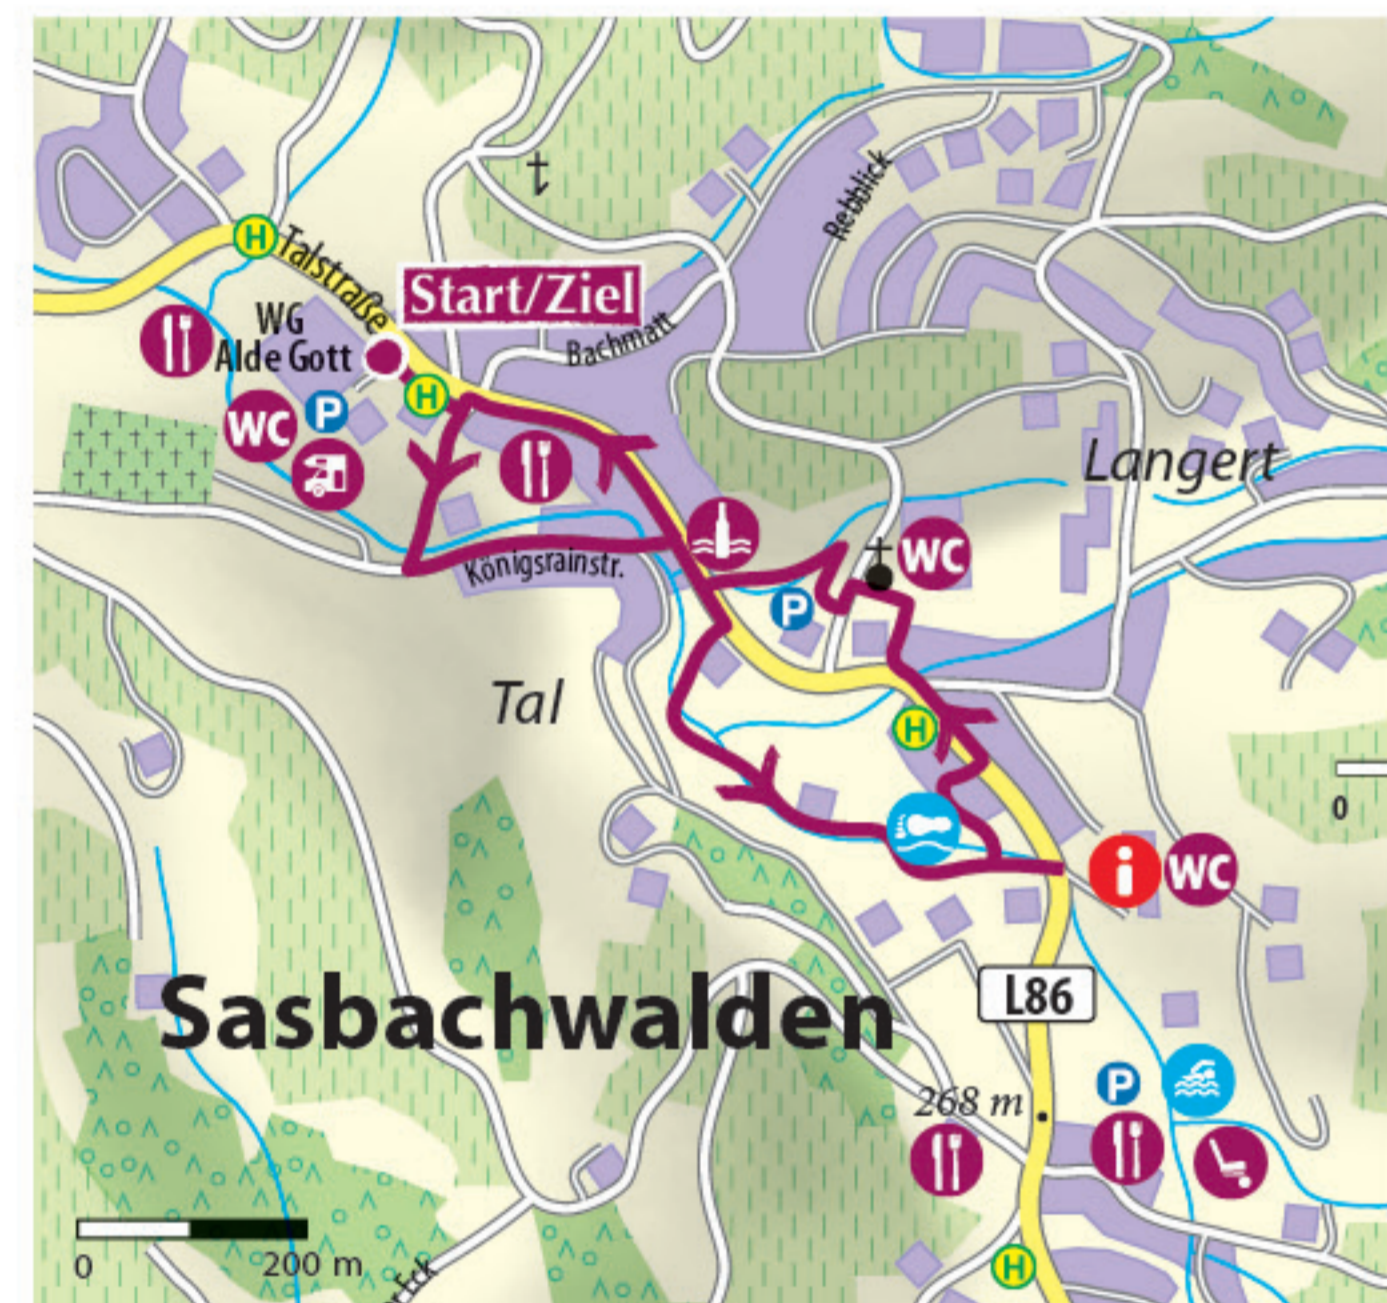 H
Talstraße
Rebblick
Start/Ziel
WG
Alde Gott
Bachmatt
H
WC
P
Langert
WC
Königsrainstr.
P
Tal
H
0
i
WC
Sasbachwalden
L86
P
268 m
0
200 m
H